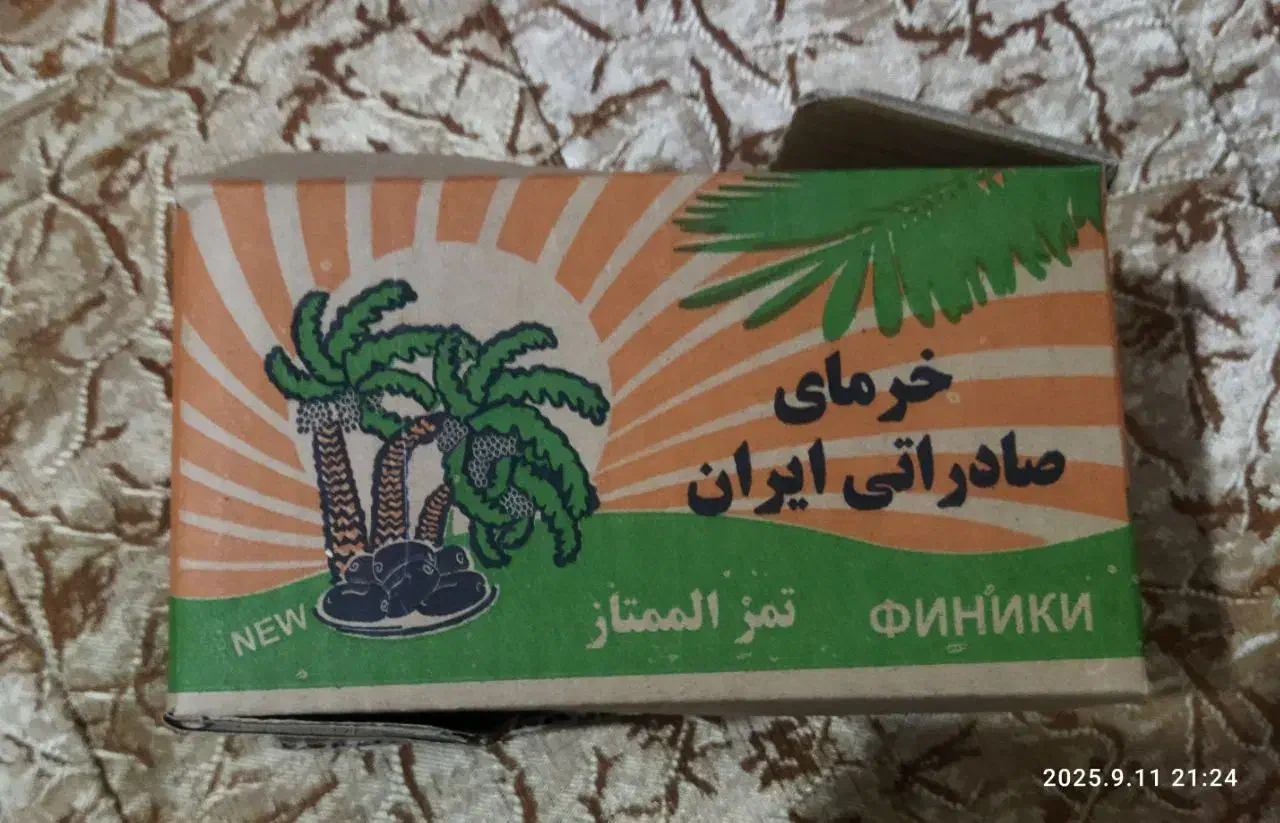 خرمای
صادراتی ایران
NEW
تمز الممتاز
ФИНИКИ
2025.9.11 21:24